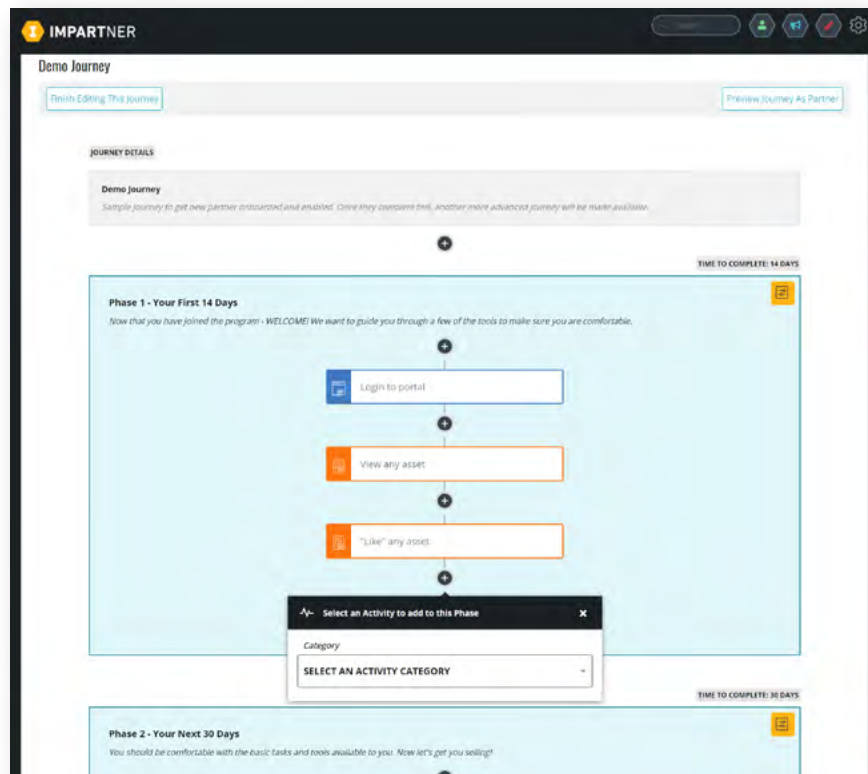 IMPARTNER
Demo Journey
Finish Editing This Journey
Preview Journey As Partner
JOURNEY DETAILS
Demo Journey
Sample journey to get new partner onboarded and enabled. Once they complete this, another more advanced journey will be made available.
TIME TO COMPLETE: 14 DAYS
Phase 1 - Your First 14 Days
Now that you have joined the program - WELCOME! We want to guide you through a few of the tools to make sure you are comfortable.
Login to portal
View any asset
"Like" any asset
Select an Activity to add to this Phase
Category
SELECT AN ACTIVITY CATEGORY
TIME TO COMPLETE: 30 DAYS
Phase 2 - Your Next 30 Days
You should be comfortable with the basic tasks and tools available to you. Now let's get you selling!